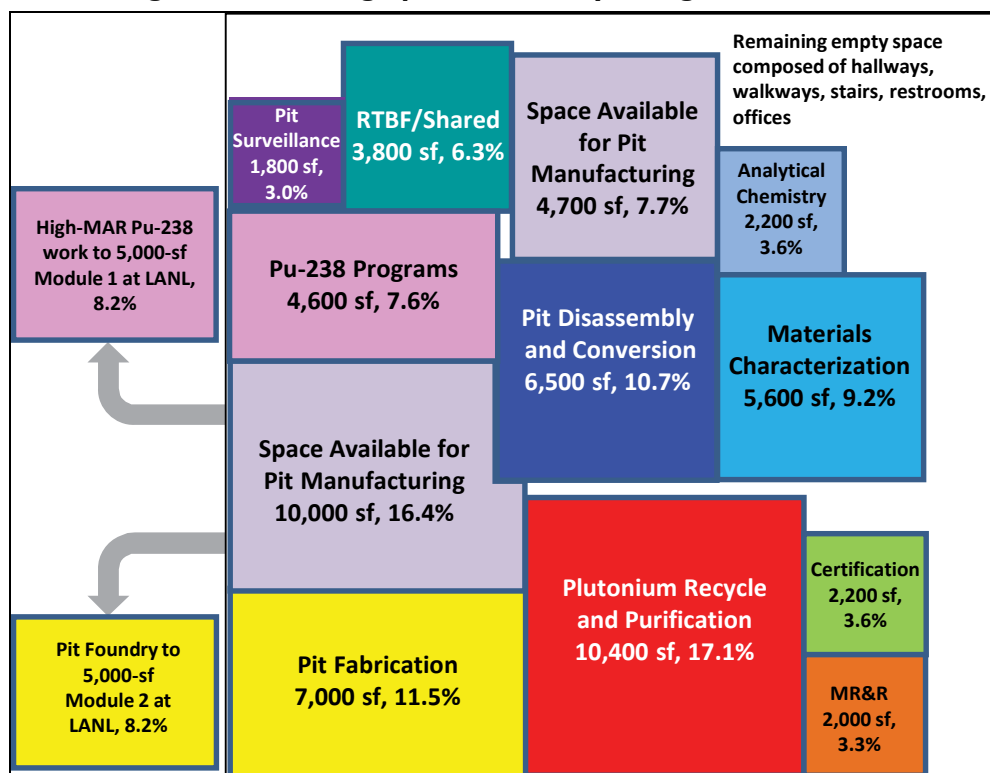 Remaining empty space
composed of hallways,
walkways, stairs, restrooms,
offices
Pit
Surveillance
1,800 sf,
3.0%
RTBF/Shared
3,800 sf, 6.3%
Space Available
for Pit
Manufacturing
4,700 sf, 7.7%
Analytical
Chemistry
2,200 sf,
3.6%
High-MAR Pu-238
work to 5,000-sf
Module 1 at LANL,
8.2%
Pu-238 Programs
4,600 sf, 7.6%
Pit Disassembly
and Conversion
6,500 sf, 10.7%
Materials
Characterization
5,600 sf, 9.2%
Space Available for
Pit Manufacturing
10,000 sf, 16.4%
Plutonium Recycle
and Purification
10,400 sf, 17.1%
Certification
2,200 sf,
3.6%
Pit Foundry to
5,000-sf
Module 2 at
LANL, 8.2%
Pit Fabrication
7,000 sf, 11.5%
MR&R
2,000 sf,
3.3%